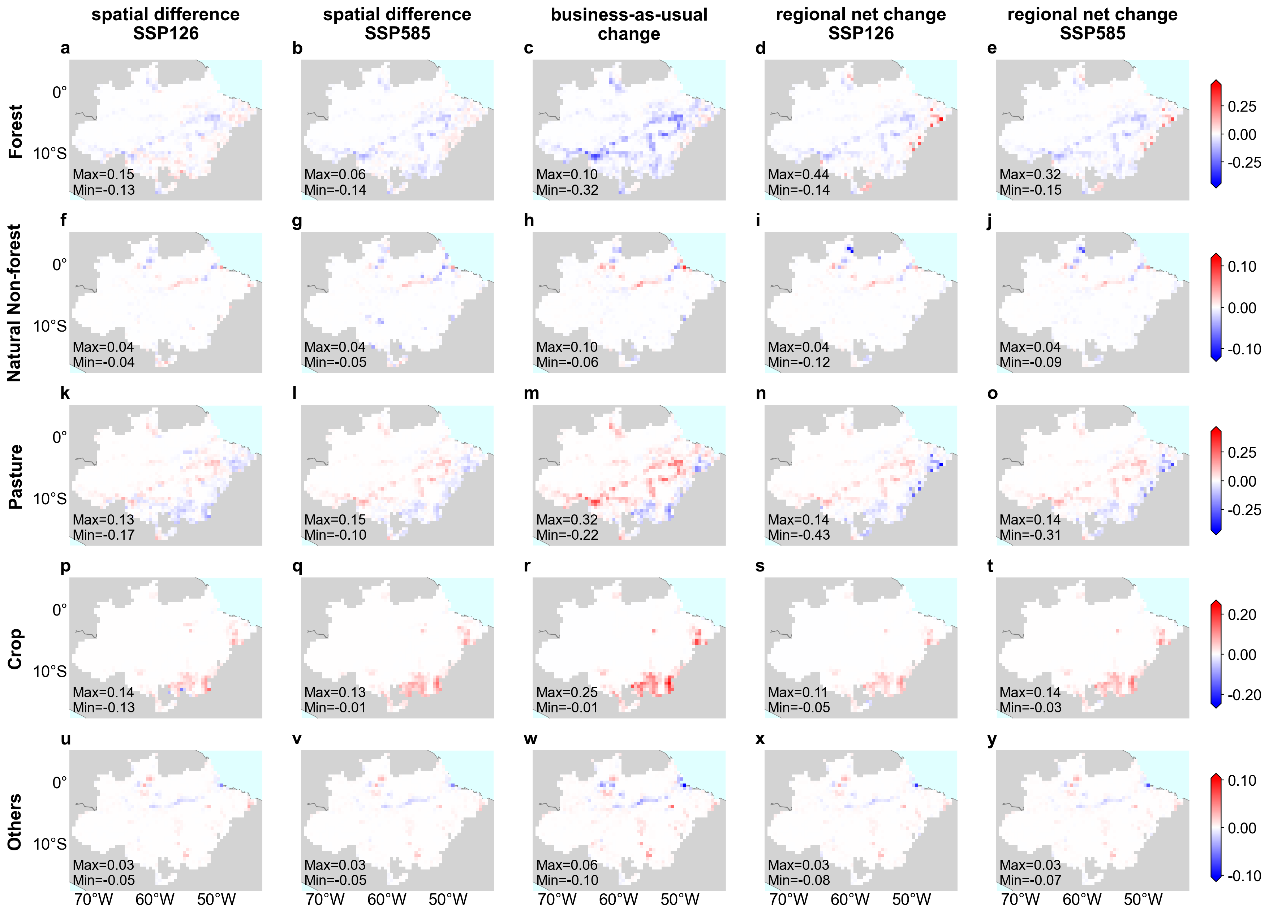 spatial difference
SSP126
spatial difference
SSP585
business-as-usual
change
regional net change
SSP126
regional net change
SSP585
a
b
c
d
e
Forest
0°
10°S
Max=0.15
Min=-0.13
Max=0.06
Min=-0.14
Max=0.10
Min=-0.32
Max=0.44
Min=-0.14
Max=0.32
Min=-0.15
0.25
0.00
-0.25
f
g
h
i
j
Natural Non-forest
0°
10°S
Max=0.04
Min=-0.04
Max=0.04
Min=-0.05
Max=0.10
Min=-0.06
Max=0.04
Min=-0.12
Max=0.04
Min=-0.09
0.10
0.00
-0.10
k
l
m
n
o
Pasture
0°
10°S
Max=0.13
Min=-0.17
Max=0.15
Min=-0.10
Max=0.32
Min=-0.22
Max=0.14
Min=-0.43
Max=0.14
Min=-0.31
0.25
0.00
-0.25
p
q
r
s
t
Crop
0°
10°S
Max=0.14
Min=-0.13
Max=0.13
Min=-0.01
Max=0.25
Min=-0.01
Max=0.11
Min=-0.05
Max=0.14
Min=-0.03
0.20
0.00
-0.20
u
v
w
x
y
Others
0°
10°S
Max=0.03
Min=-0.05
Max=0.03
Min=-0.05
Max=0.06
Min=-0.10
Max=0.03
Min=-0.08
Max=0.03
Min=-0.07
0.10
0.00
-0.10
70°W 60°W 50°W
70°W 60°W 50°W
70°W 60°W 50°W
70°W 60°W 50°W
70°W 60°W 50°W